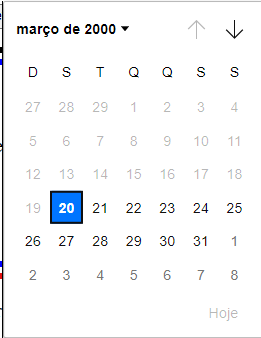 março de 2000
D S T Q Q S S
27 28 29 1 2 3 4
5 6 7 8 9 10 11
12 13 14 15 16 17 18
19 20 21 22 23 24 25
26 27 28 29 30 31 1
2 3 4 5 6 7 8
Hoje